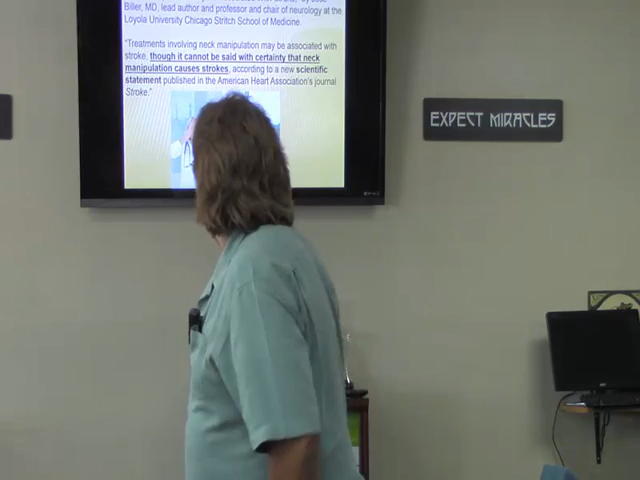 Biller, MD, lead author and professor and chair of neurology at the
Loyola University Chicago Stritch School of Medicine.
"Treatments involving neck manipulation may be associated with
stroke, though it cannot be said with certainty that neck
manipulation causes strokes, according to a new scientific
statement published in the American Heart Association's journal
Stroke."
EXPECT MIRACLES